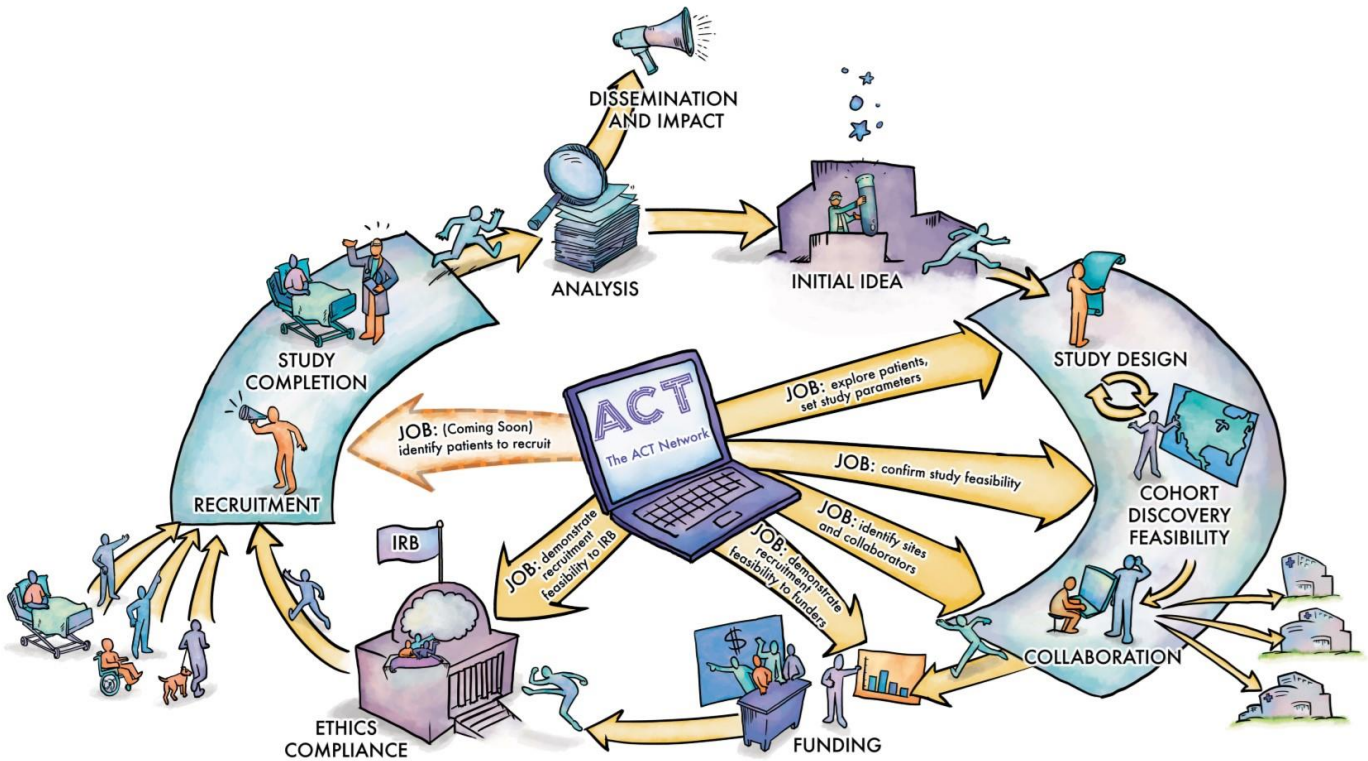 DISSEMINATION
AND IMPACT
ANALYSIS
INITIAL IDEA
STUDY DESIGN
COHORT
DISCOVERY
FEASIBILITY
COLLABORATION
$
FUNDING
IRB
ETHICS
COMPLIANCE
RECRUITMENT
STUDY
COMPLETION
ACT
The ACT Network
JOB: explore patients,
set study parameters
JOB: confirm study feasibility
JOB: identify sites
and collaborators
JOB: demonstrate
recruitment
feasibility to funders
JOB: demonstrate
recruitment
feasibility to IRB
JOB: (Coming Soon)
identify patients to recruit